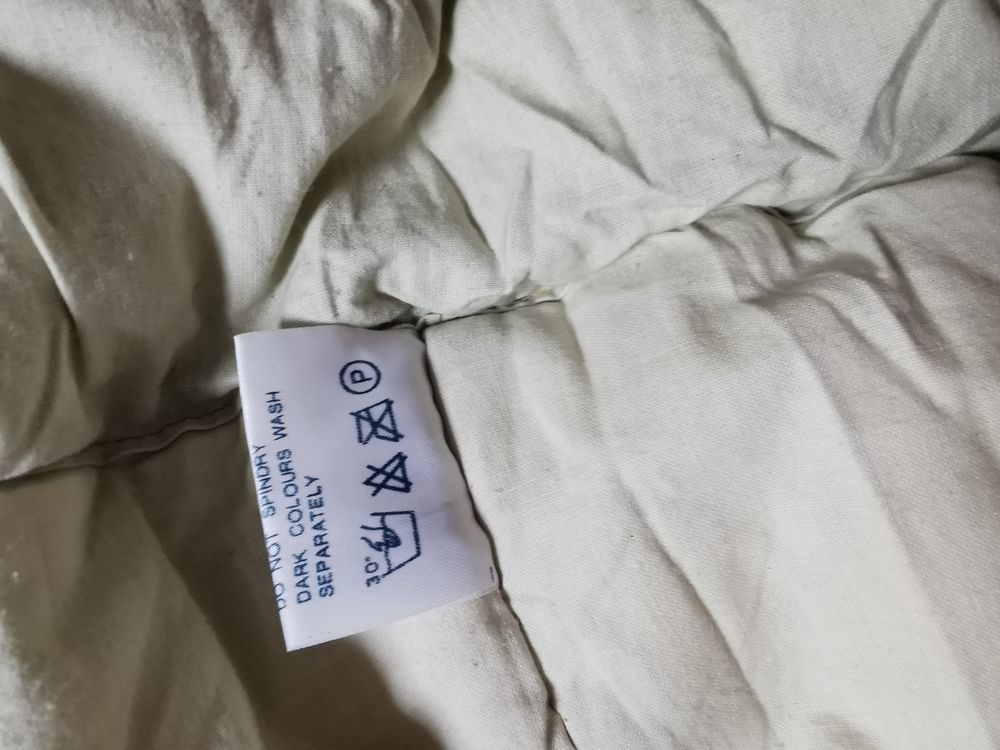 DO NOT SPINDRY
DARK COLOURS WASH
SEPARATELY
30°
P